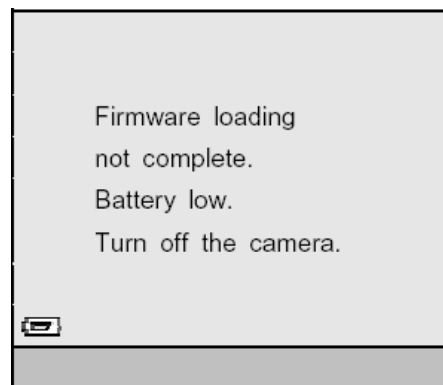 Firmware loading
not complete.
Battery low.
Turn off the camera.